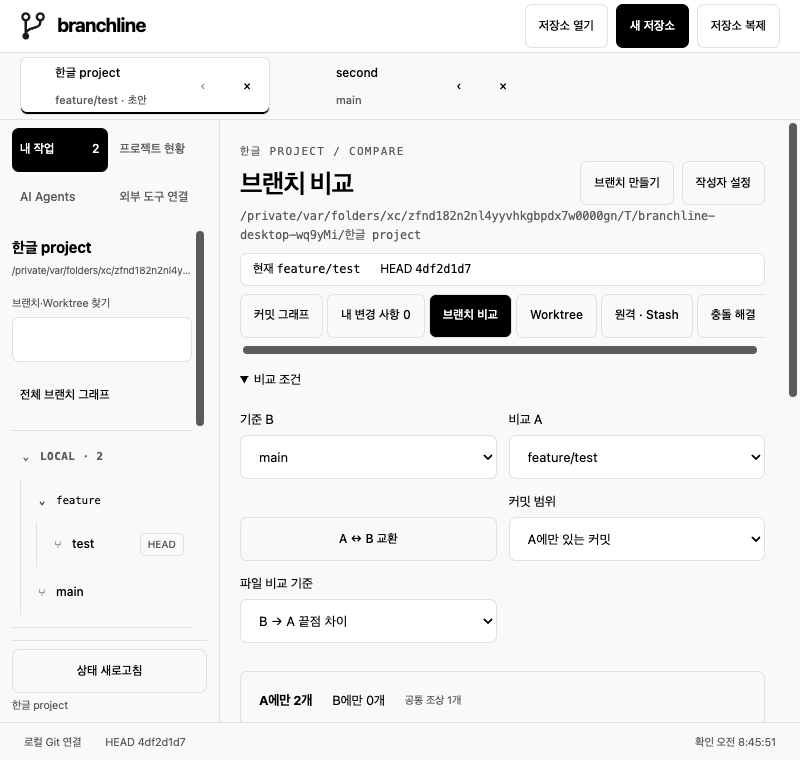 branchline
저장소 열기 새 저장소 저장소 복제
한글 project
feature/test · 초안
‹ ×
second
main
‹ ×
내 작업 2 프로젝트 현황
AI Agents 외부 도구 연결
한글 project
/private/var/folders/xc/zfnd182n2nl4y...
브랜치·Worktree 찾기
전체 브랜치 그래프
LOCAL · 2
feature
test HEAD
main
상태 새로고침
한글 project
한글 PROJECT / COMPARE
브랜치 비교
브랜치 만들기 작성자 설정
/private/var/folders/xc/zfnd182n2nl4yyvhkgbpdx7w0000gn/T/branchline-
desktop-wq9yMi/한글 project
현재 feature/test HEAD 4df2d1d7
커밋 그래프 내 변경 사항 0 브랜치 비교 Worktree 원격 · Stash 충돌 해결
▼ 비교 조건
기준 B
main
비교 A
feature/test
A ↔ B 교환
커밋 범위
A에만 있는 커밋
파일 비교 기준
B → A 끝점 차이
A에만 2개 B에만 0개 공통 조상 1개
로컬 Git 연결 HEAD 4df2d1d7 확인 오전 8:45:51